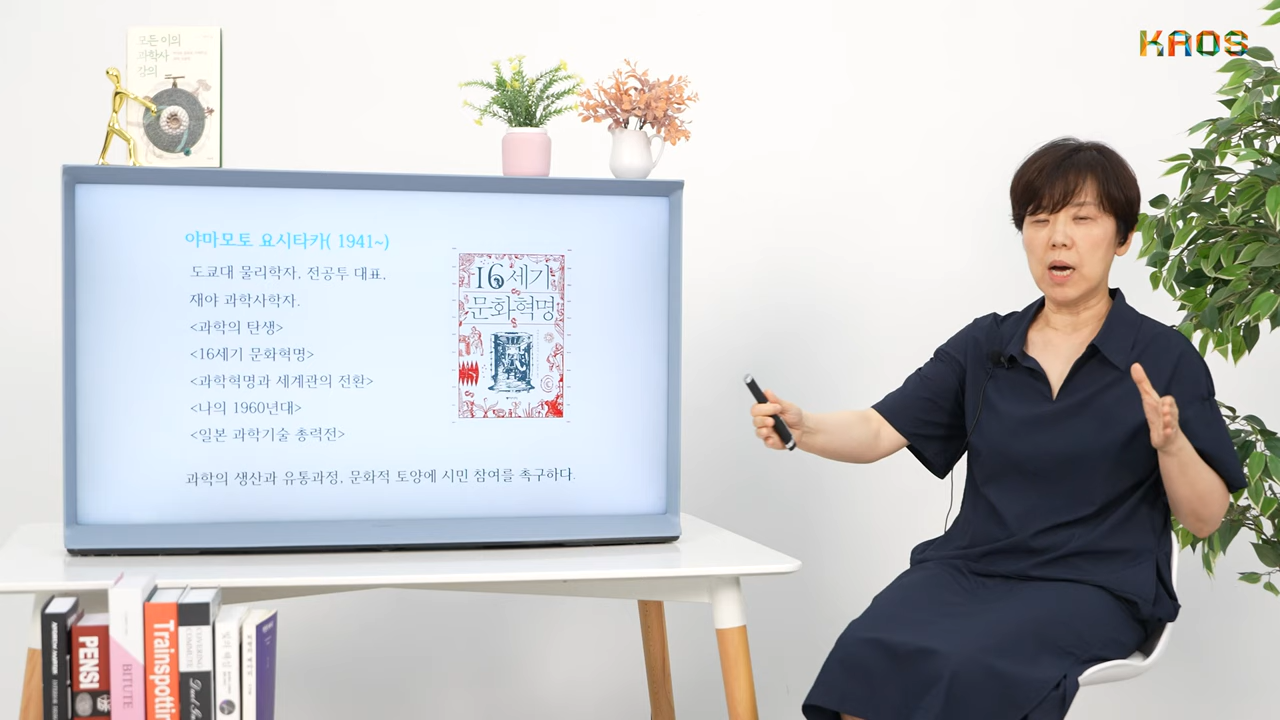 KAOS
모든 이의
과학사
강의
야마모토 요시타카( 1941~)
도쿄대 물리학자, 전공투 대표,
재야 과학사학자.
<과학의 탄생>
<16세기 문화혁명>
<과학혁명과 세계관의 전환>
<나의 1960년대>
<일본 과학기술 총력전>
과학의 생산과 유통과정, 문화적 토양에 시민 참여를 촉구하다.
16세기
문화혁명
PENSI
BITUTE
Trainspotting